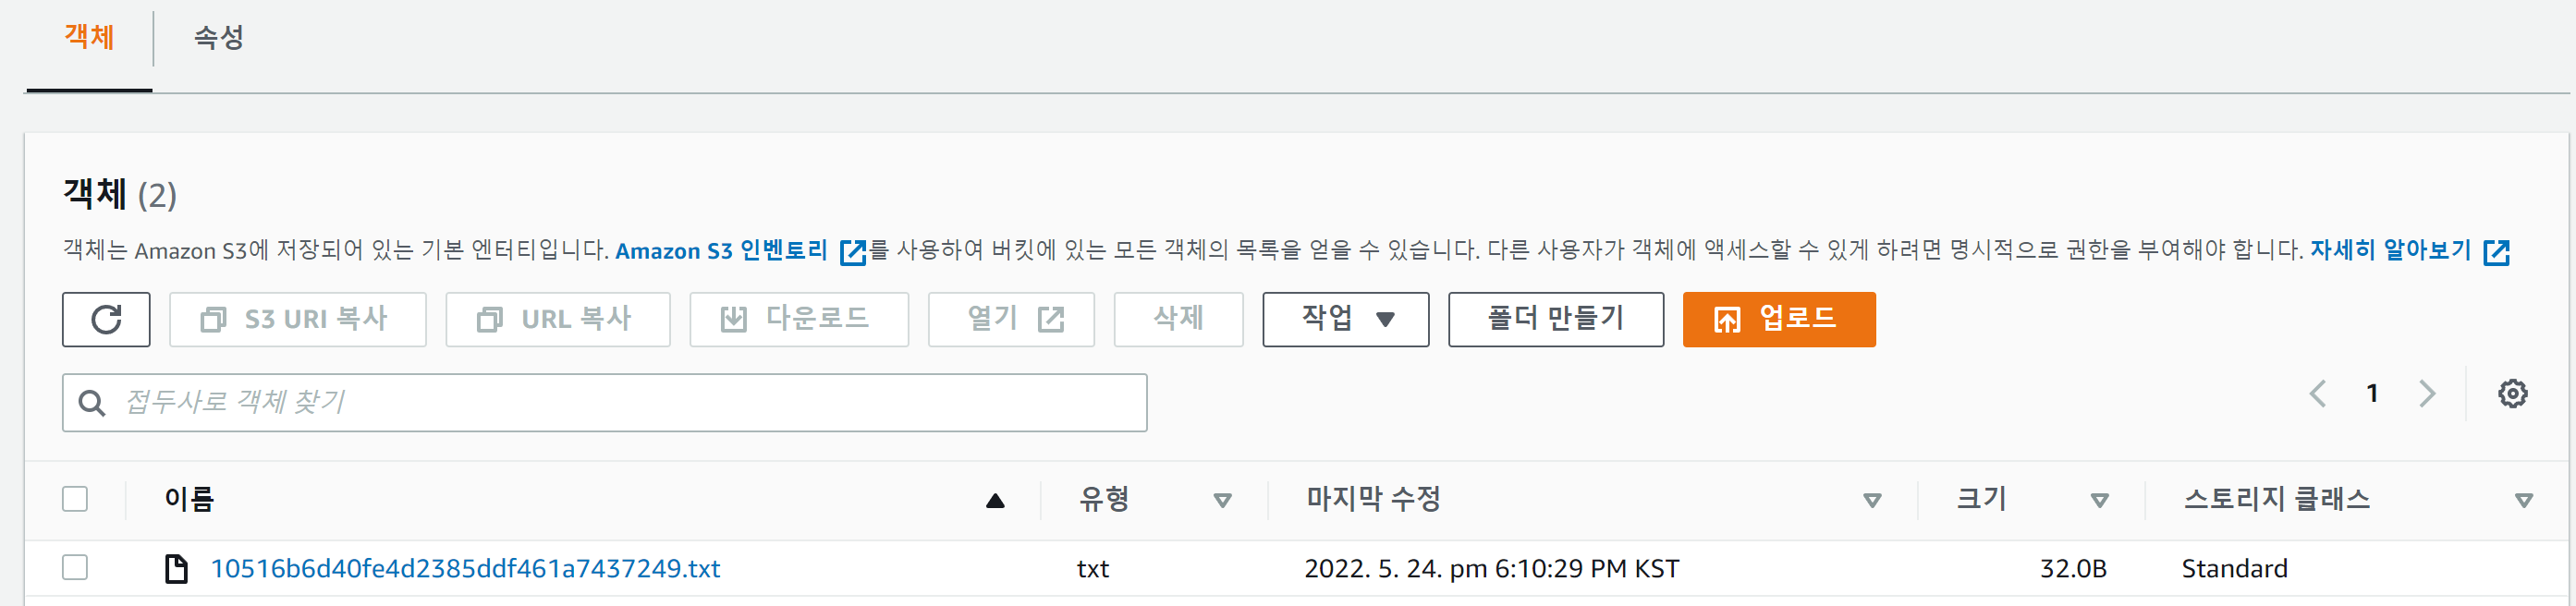 객체 속성
객체 (2)
객체는 Amazon S3에 저장되어 있는 기본 엔터티입니다. Amazon S3 인벤토리 를 사용하여 버킷에 있는 모든 객체의 목록을 얻을 수 있습니다. 다른 사용자가 객체에 액세스할 수 있게 하려면 명시적으로 권한을 부여해야 합니다. 자세히 알아보기
S3 URI 복사 URL 복사 다운로드 열기 삭제 작업 폴더 만들기 업로드
접두사로 객체 찾기 1
이름 유형 마지막 수정 크기 스토리지 클래스
10516b6d40fe4d2385ddf461a7437249.txt txt 2022. 5. 24. pm 6:10:29 PM KST 32.0B Standard